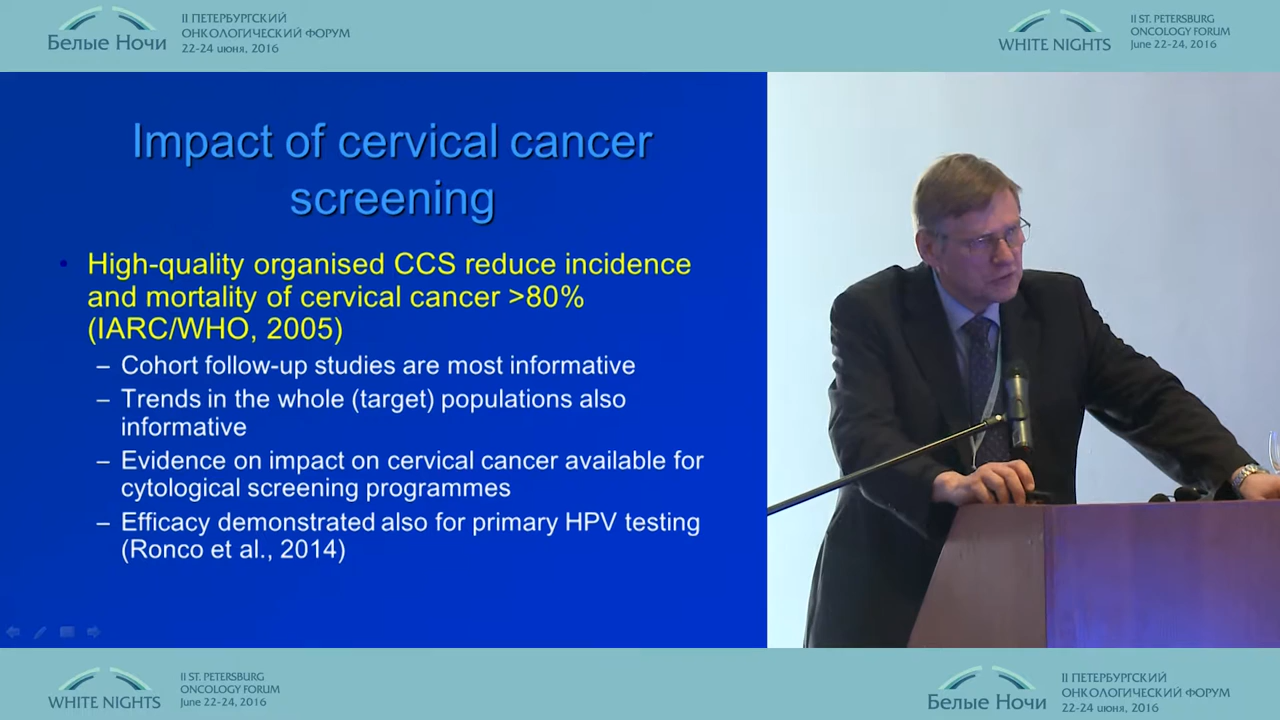 Белые Ночи
II ПЕТЕРБУРГСКИЙ
ОНКОЛОГИЧЕСКИЙ ФОРУМ
22-24 июня, 2016
WHITE NIGHTS
II ST. PETERSBURG
ONCOLOGY FORUM
June 22-24, 2016
Impact of cervical cancer
screening
• High-quality organised CCS reduce incidence
and mortality of cervical cancer >80%
(IARC/WHO, 2005)
– Cohort follow-up studies are most informative
– Trends in the whole (target) populations also
informative
– Evidence on impact on cervical cancer available for
cytological screening programmes
– Efficacy demonstrated also for primary HPV testing
(Ronco et al., 2014)
WHITE NIGHTS
II ST. PETERSBURG
ONCOLOGY FORUM
June 22-24, 2016
Белые Ночи
II ПЕТЕРБУРГСКИЙ
ОНКОЛОГИЧЕСКИЙ ФОРУМ
22-24 июня, 2016